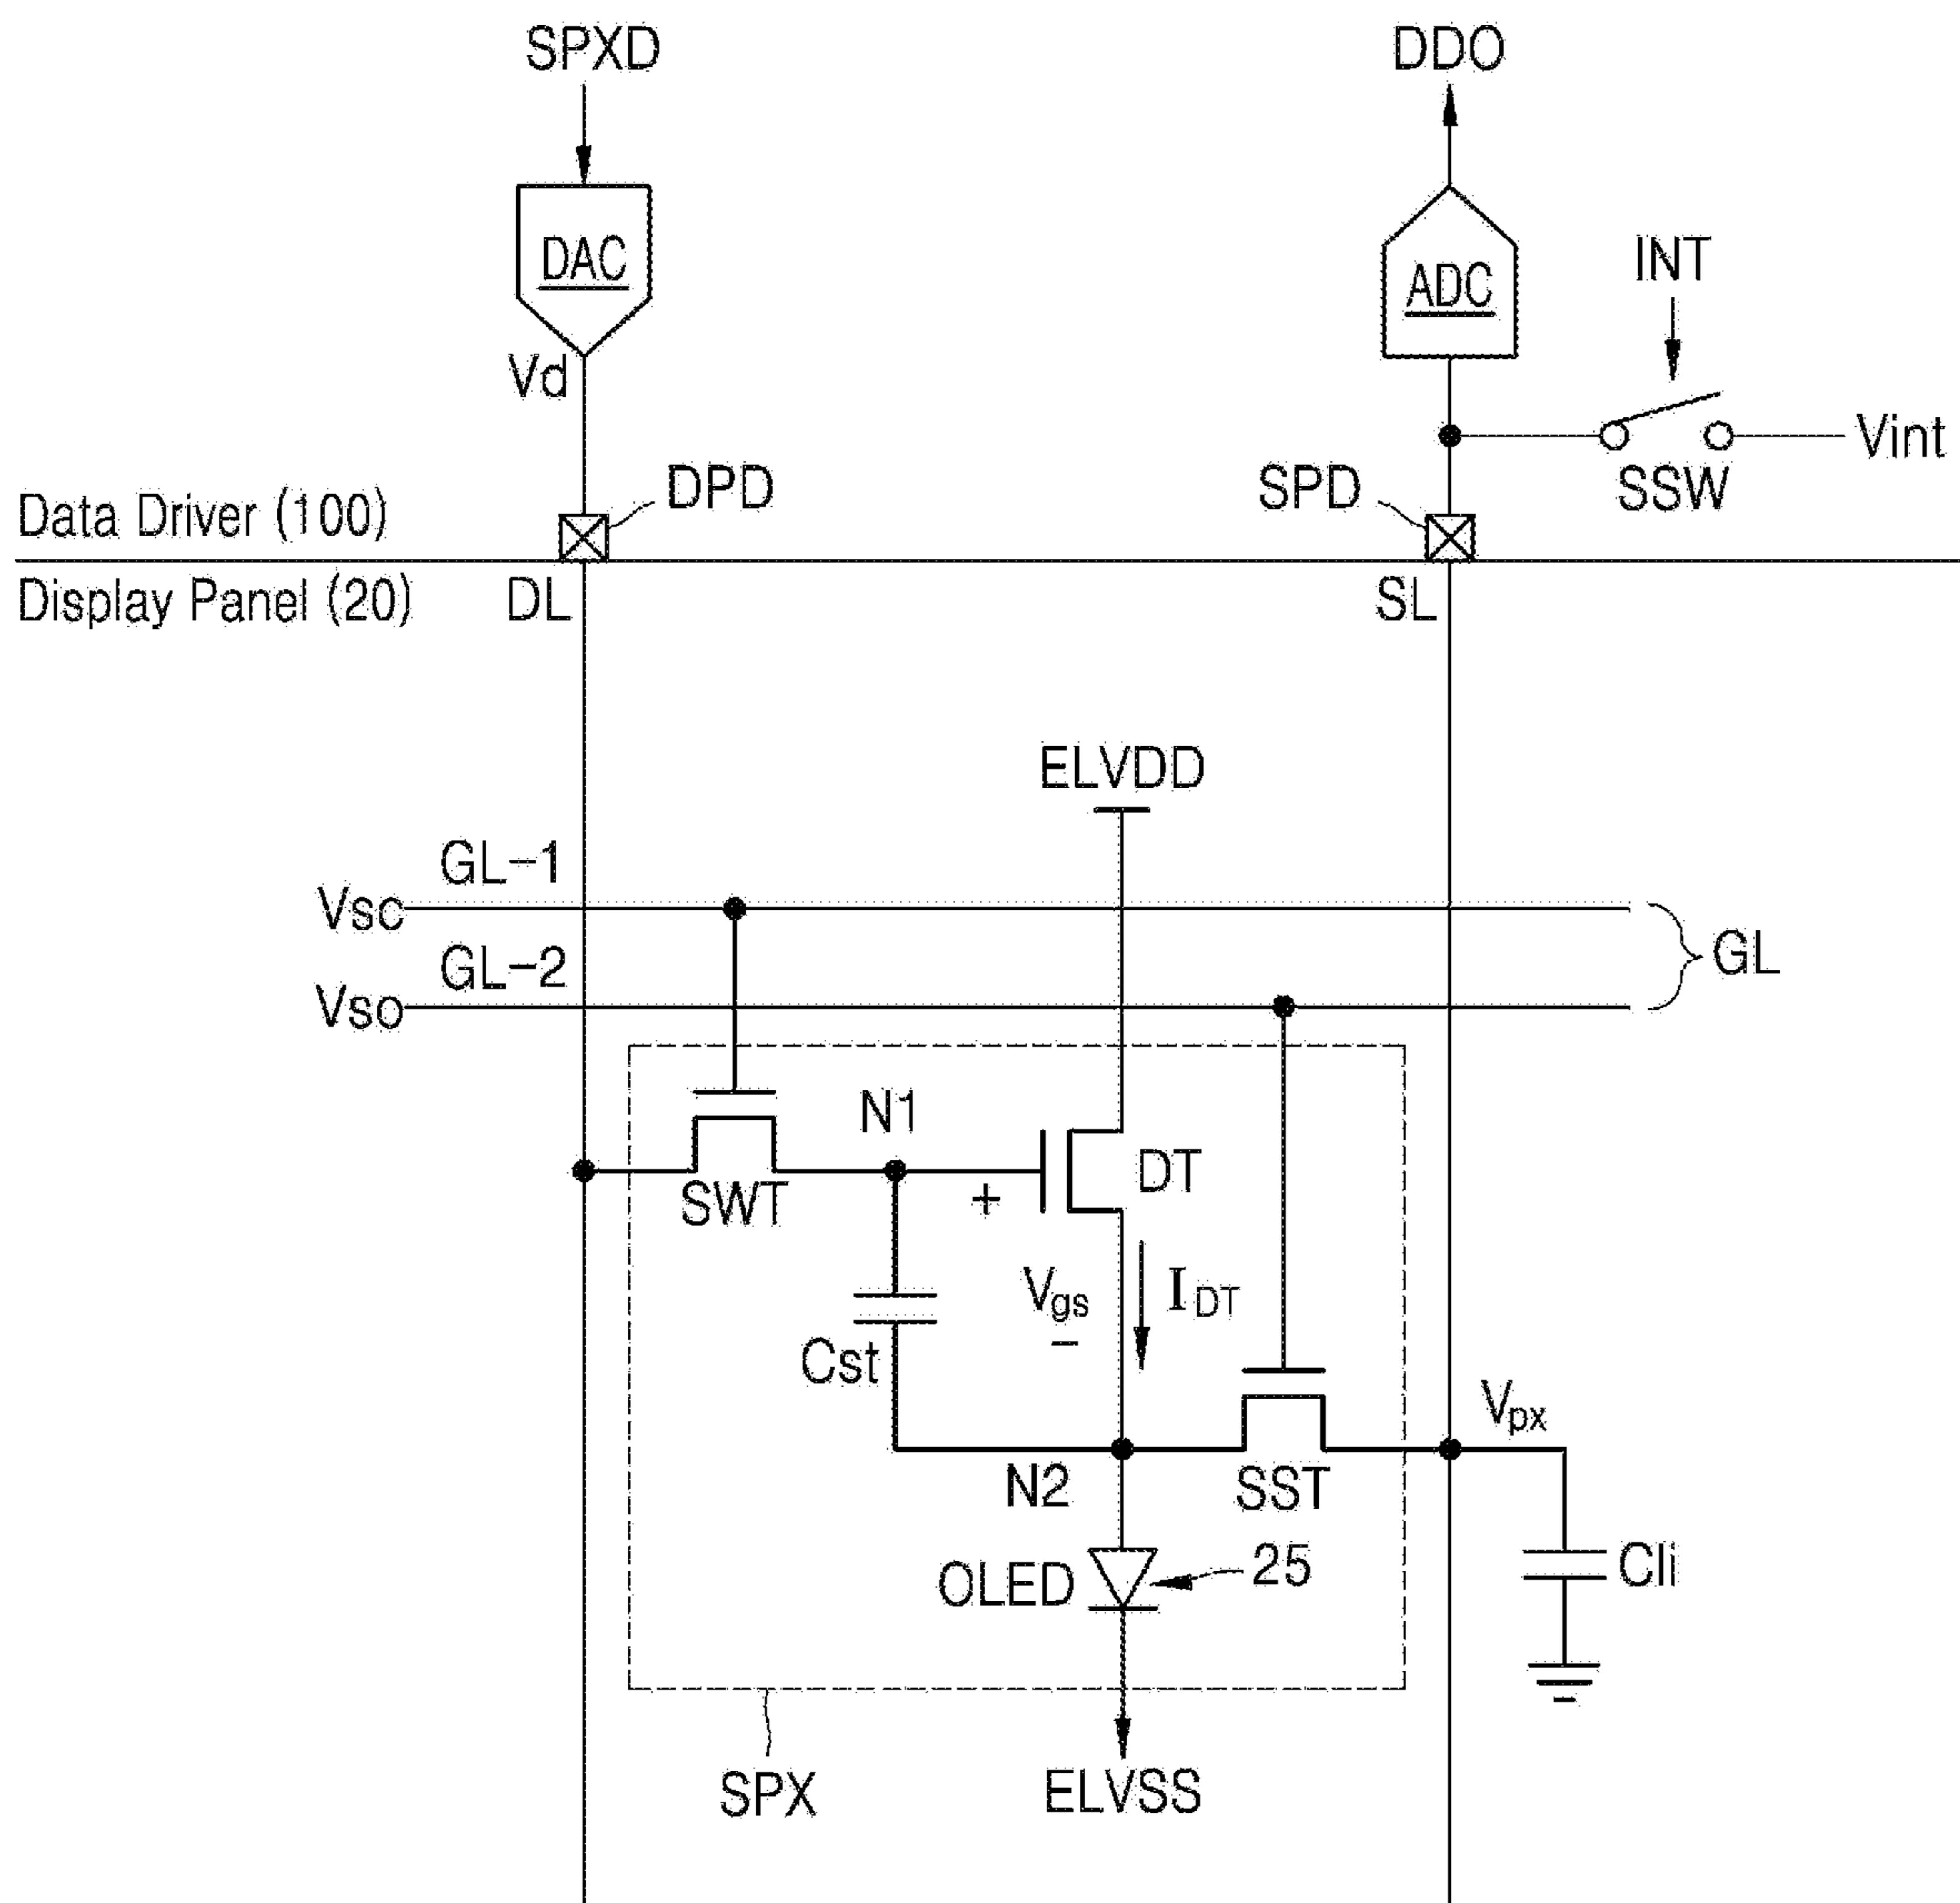 SPXD
DDO
DAC
ADC
INT
Vd
Vint
SSW
DPD
SPD
Data Driver (100)
Display Panel (20)
DL
SL
ELVDD
GL-1
Vsc
GL-2
GL
Vso
N1
SWT
+
DT
Vgs
-
IDT
Cst
Vpx
N2
SST
OLED
25
Cli
SPX
ELVSS